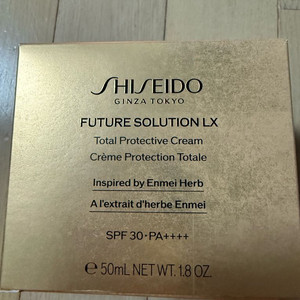 SHISEIDO
GINZA TOKYO
FUTURE SOLUTION LX
Total Protective Cream
Crème Protection Totale
Inspired by Enmei Herb
A l'extrait d'herbe Enmei
SPF 30·PA++++
℮ 50mL NET WT. 1.8 OZ.